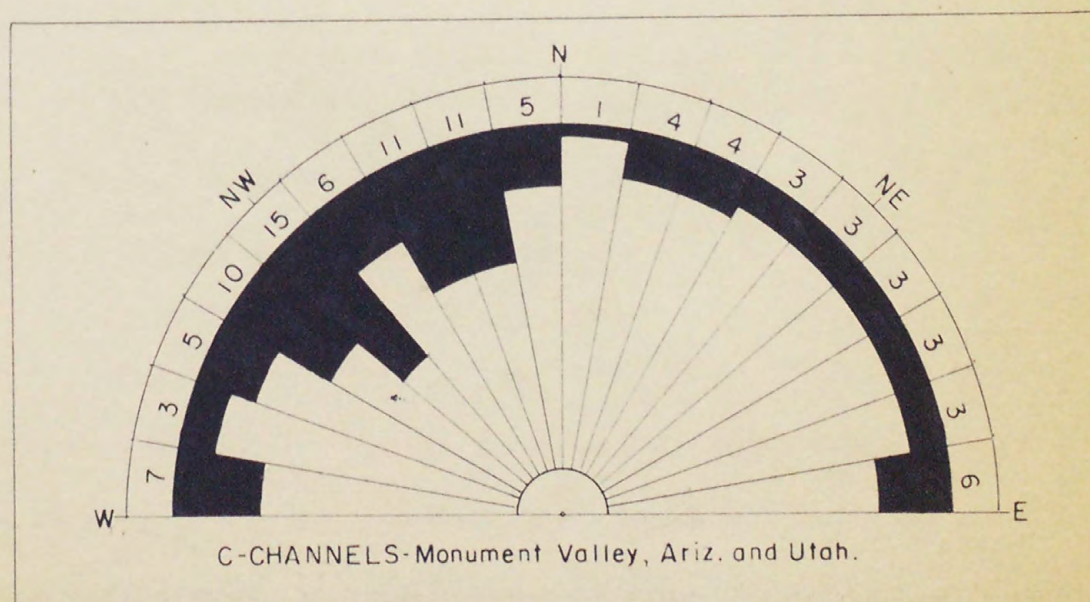 N
NW
NE
7 3 5 10 15 6 11 11 5 1 4 4 3 3 3 3 3 6
W
E
C-CHANNELS-Monument Valley, Ariz. and Utah.